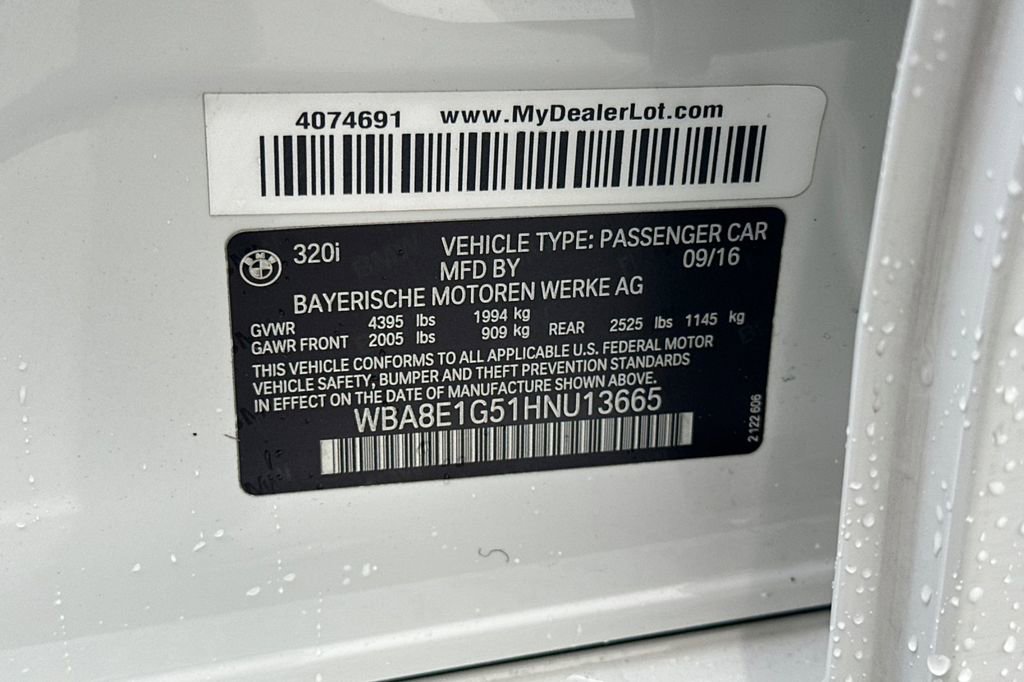 4074691 www.MyDealerLot.com
320i VEHICLE TYPE: PASSENGER CAR
MFD BY 09/16
BAYERISCHE MOTOREN WERKE AG
GVWR 4395 lbs 1994 kg
GAWR FRONT 2005 lbs 909 kg REAR 2525 lbs 1145 kg
THIS VEHICLE CONFORMS TO ALL APPLICABLE U.S. FEDERAL MOTOR
VEHICLE SAFETY, BUMPER AND THEFT PREVENTION STANDARDS
IN EFFECT ON THE DATE OF MANUFACTURE SHOWN ABOVE.
WBA8E1G51HNU13665
2 122 606